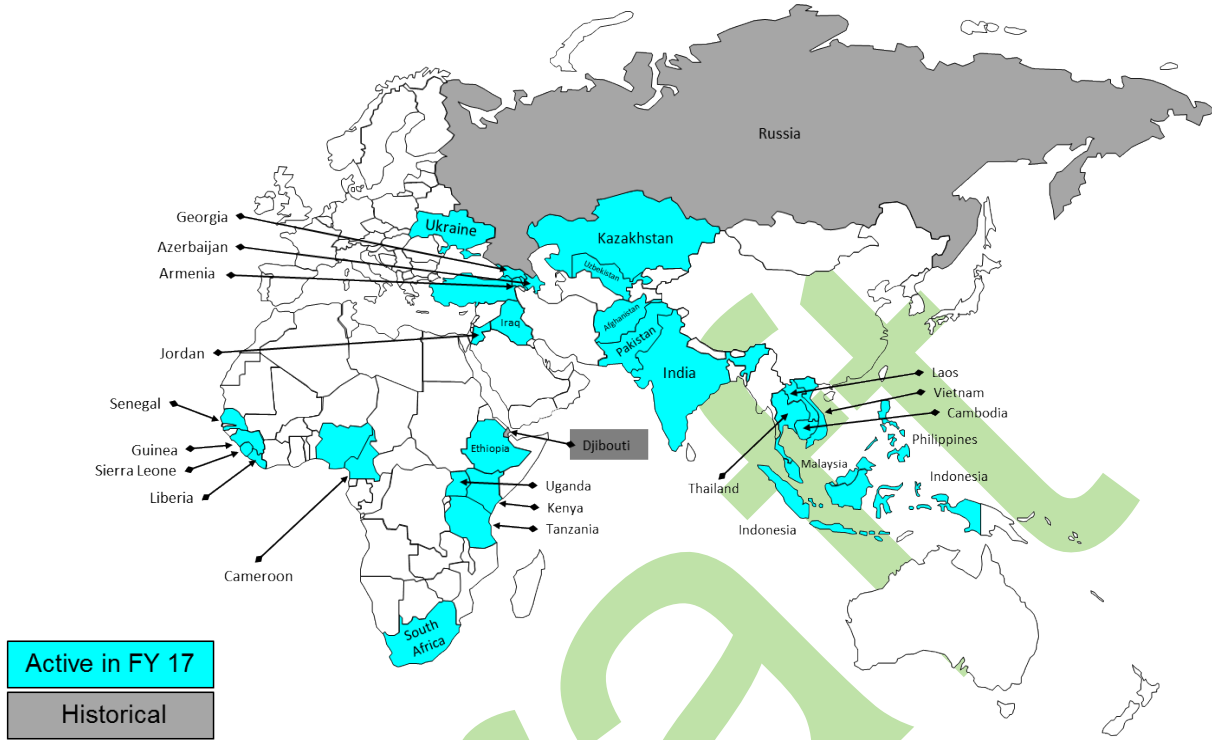 Russia
Georgia
Ukraine
Azerbaijan
Kazakhstan
Armenia
Uzbekistan
Afghanistan
Iraq
Pakistan
Jordan
India
Laos
Senegal
Vietnam
Cambodia
Guinea
Djibouti
Philippines
Ethiopia
Sierra Leone
Malaysia
Indonesia
Uganda
Thailand
Liberia
Kenya
Tanzania
Indonesia
Cameroon
South
Africa
Active in FY 17
Historical